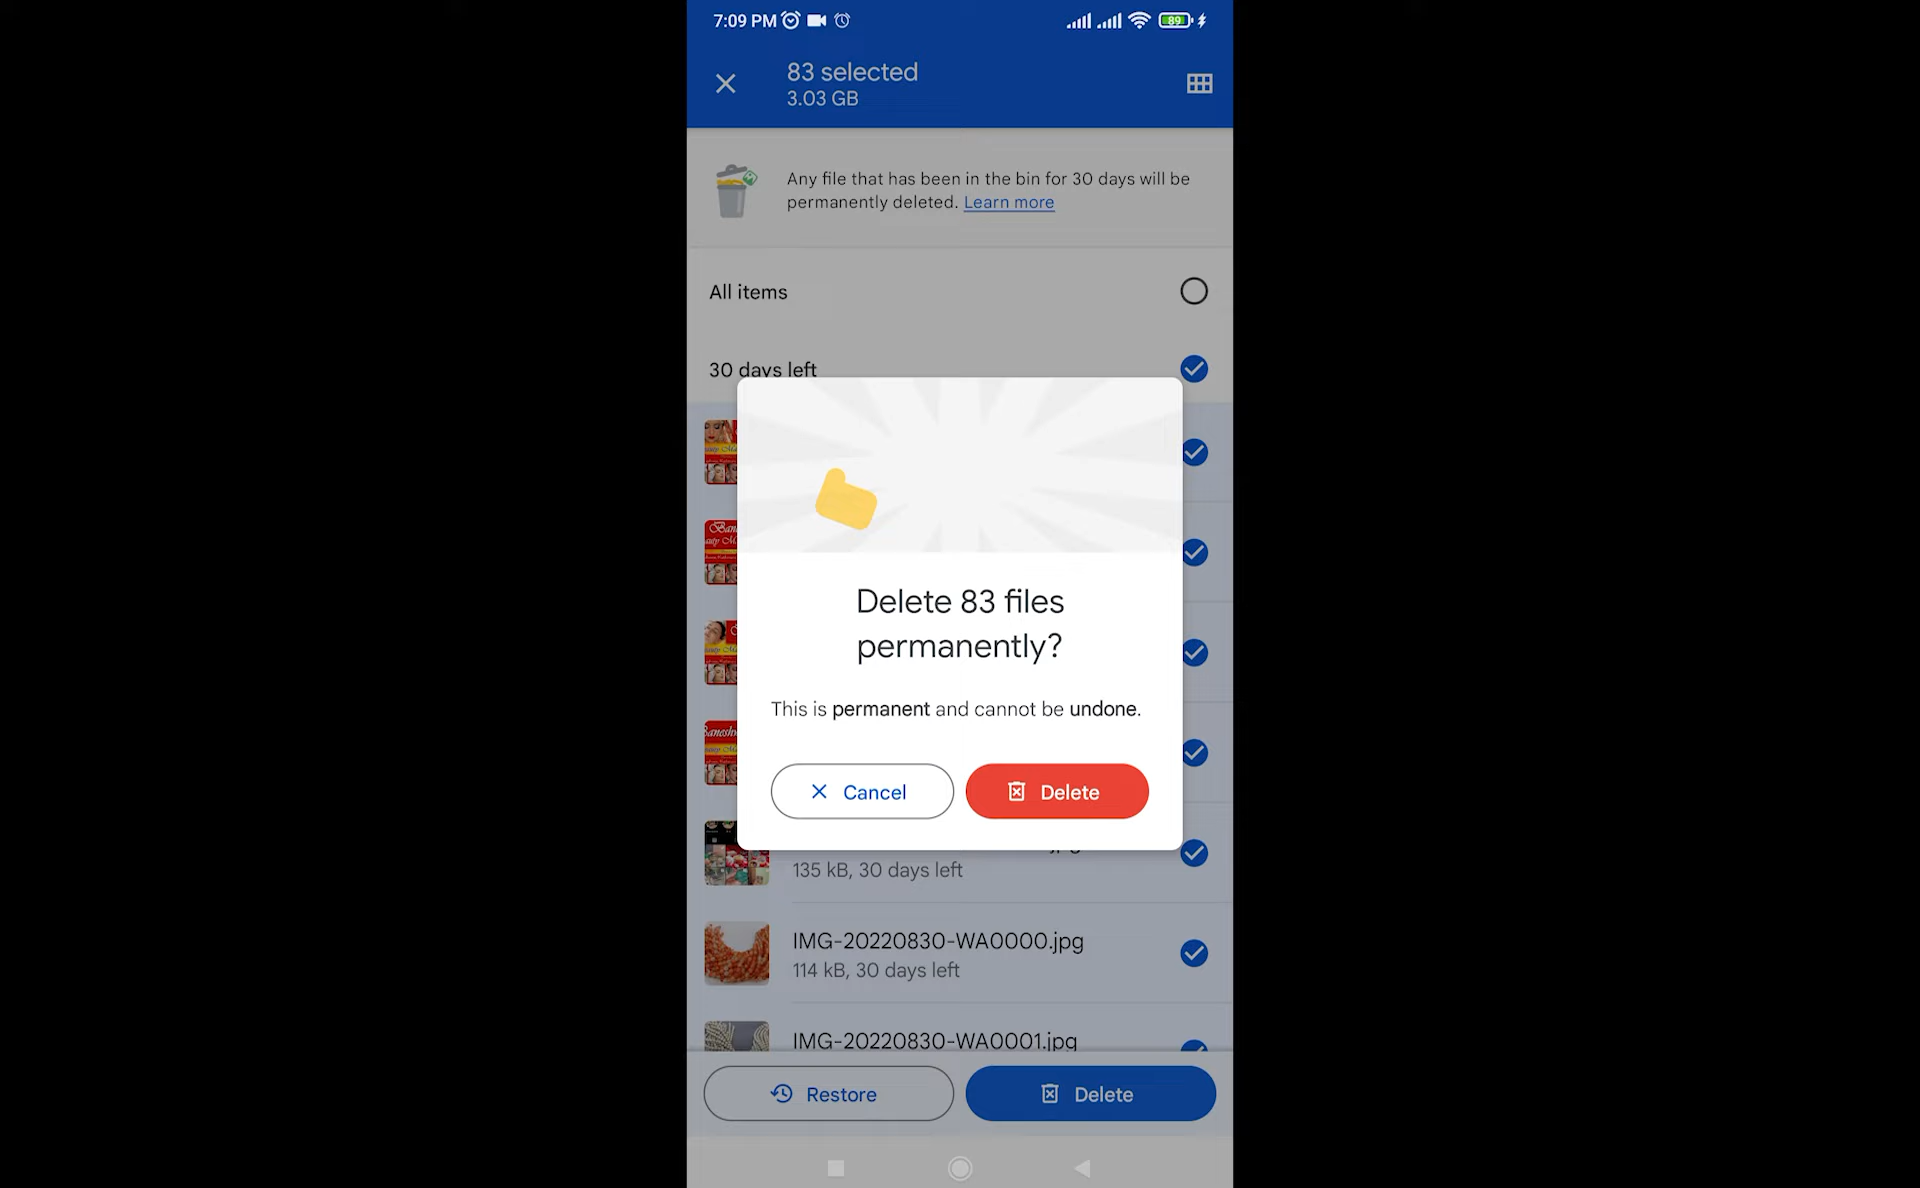 7:09 PM
89
83 selected
3.03 GB
Any file that has been in the bin for 30 days will be
permanently deleted. Learn more
All items
30 days left
Delete 83 files
permanently?
This is permanent and cannot be undone.
Cancel
Delete
135 kB, 30 days left
IMG-20220830-WA0000.jpg
114 kB, 30 days left
IMG-20220830-WA0001.jpg
Restore
Delete